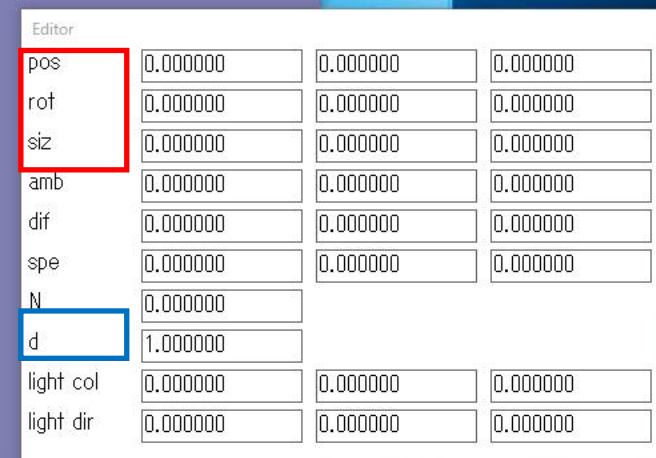 Editor
pos 0.000000 0.000000 0.000000
rot 0.000000 0.000000 0.000000
siz 0.000000 0.000000 0.000000
amb 0.000000 0.000000 0.000000
dif 0.000000 0.000000 0.000000
spe 0.000000 0.000000 0.000000
N 0.000000
d 1.000000
light col 0.000000 0.000000 0.000000
light dir 0.000000 0.000000 0.000000